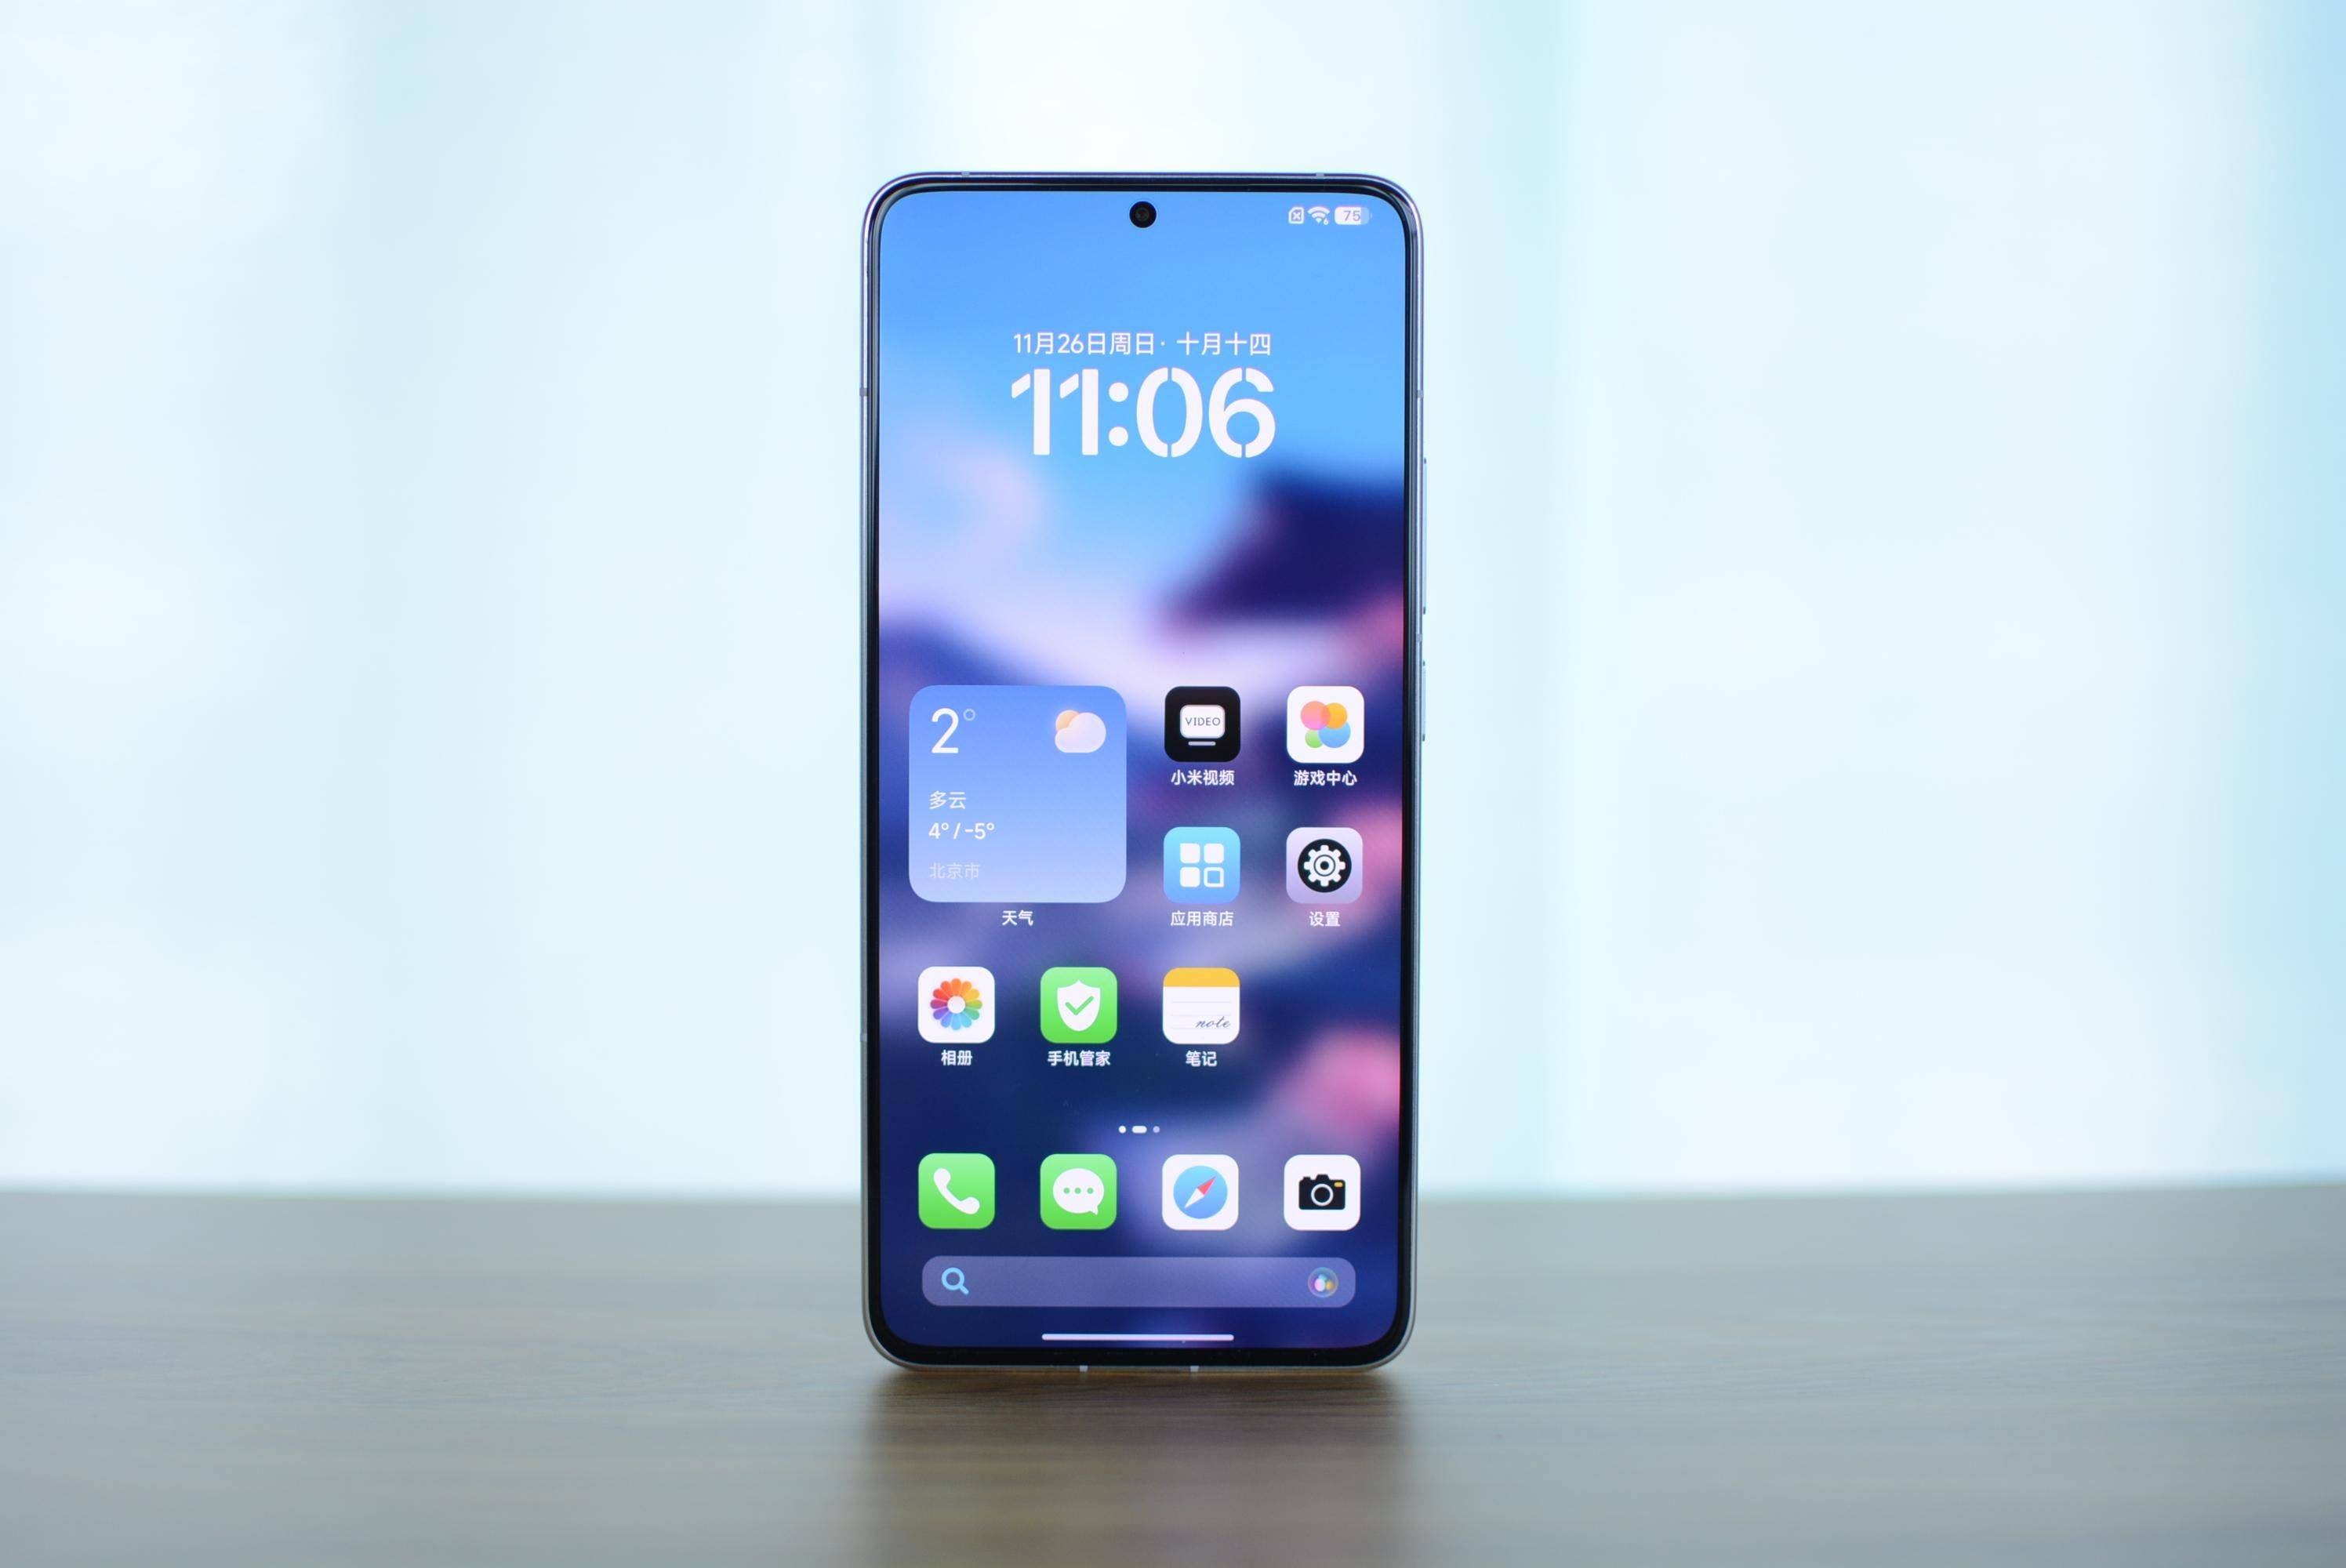 75
11月26日周日· 十月十四
11:06
2°
多云
4° / -5°
北京市
天气
VIDEO
小米视频
游戏中心
应用商店
设置
相册
手机管家
note
笔记